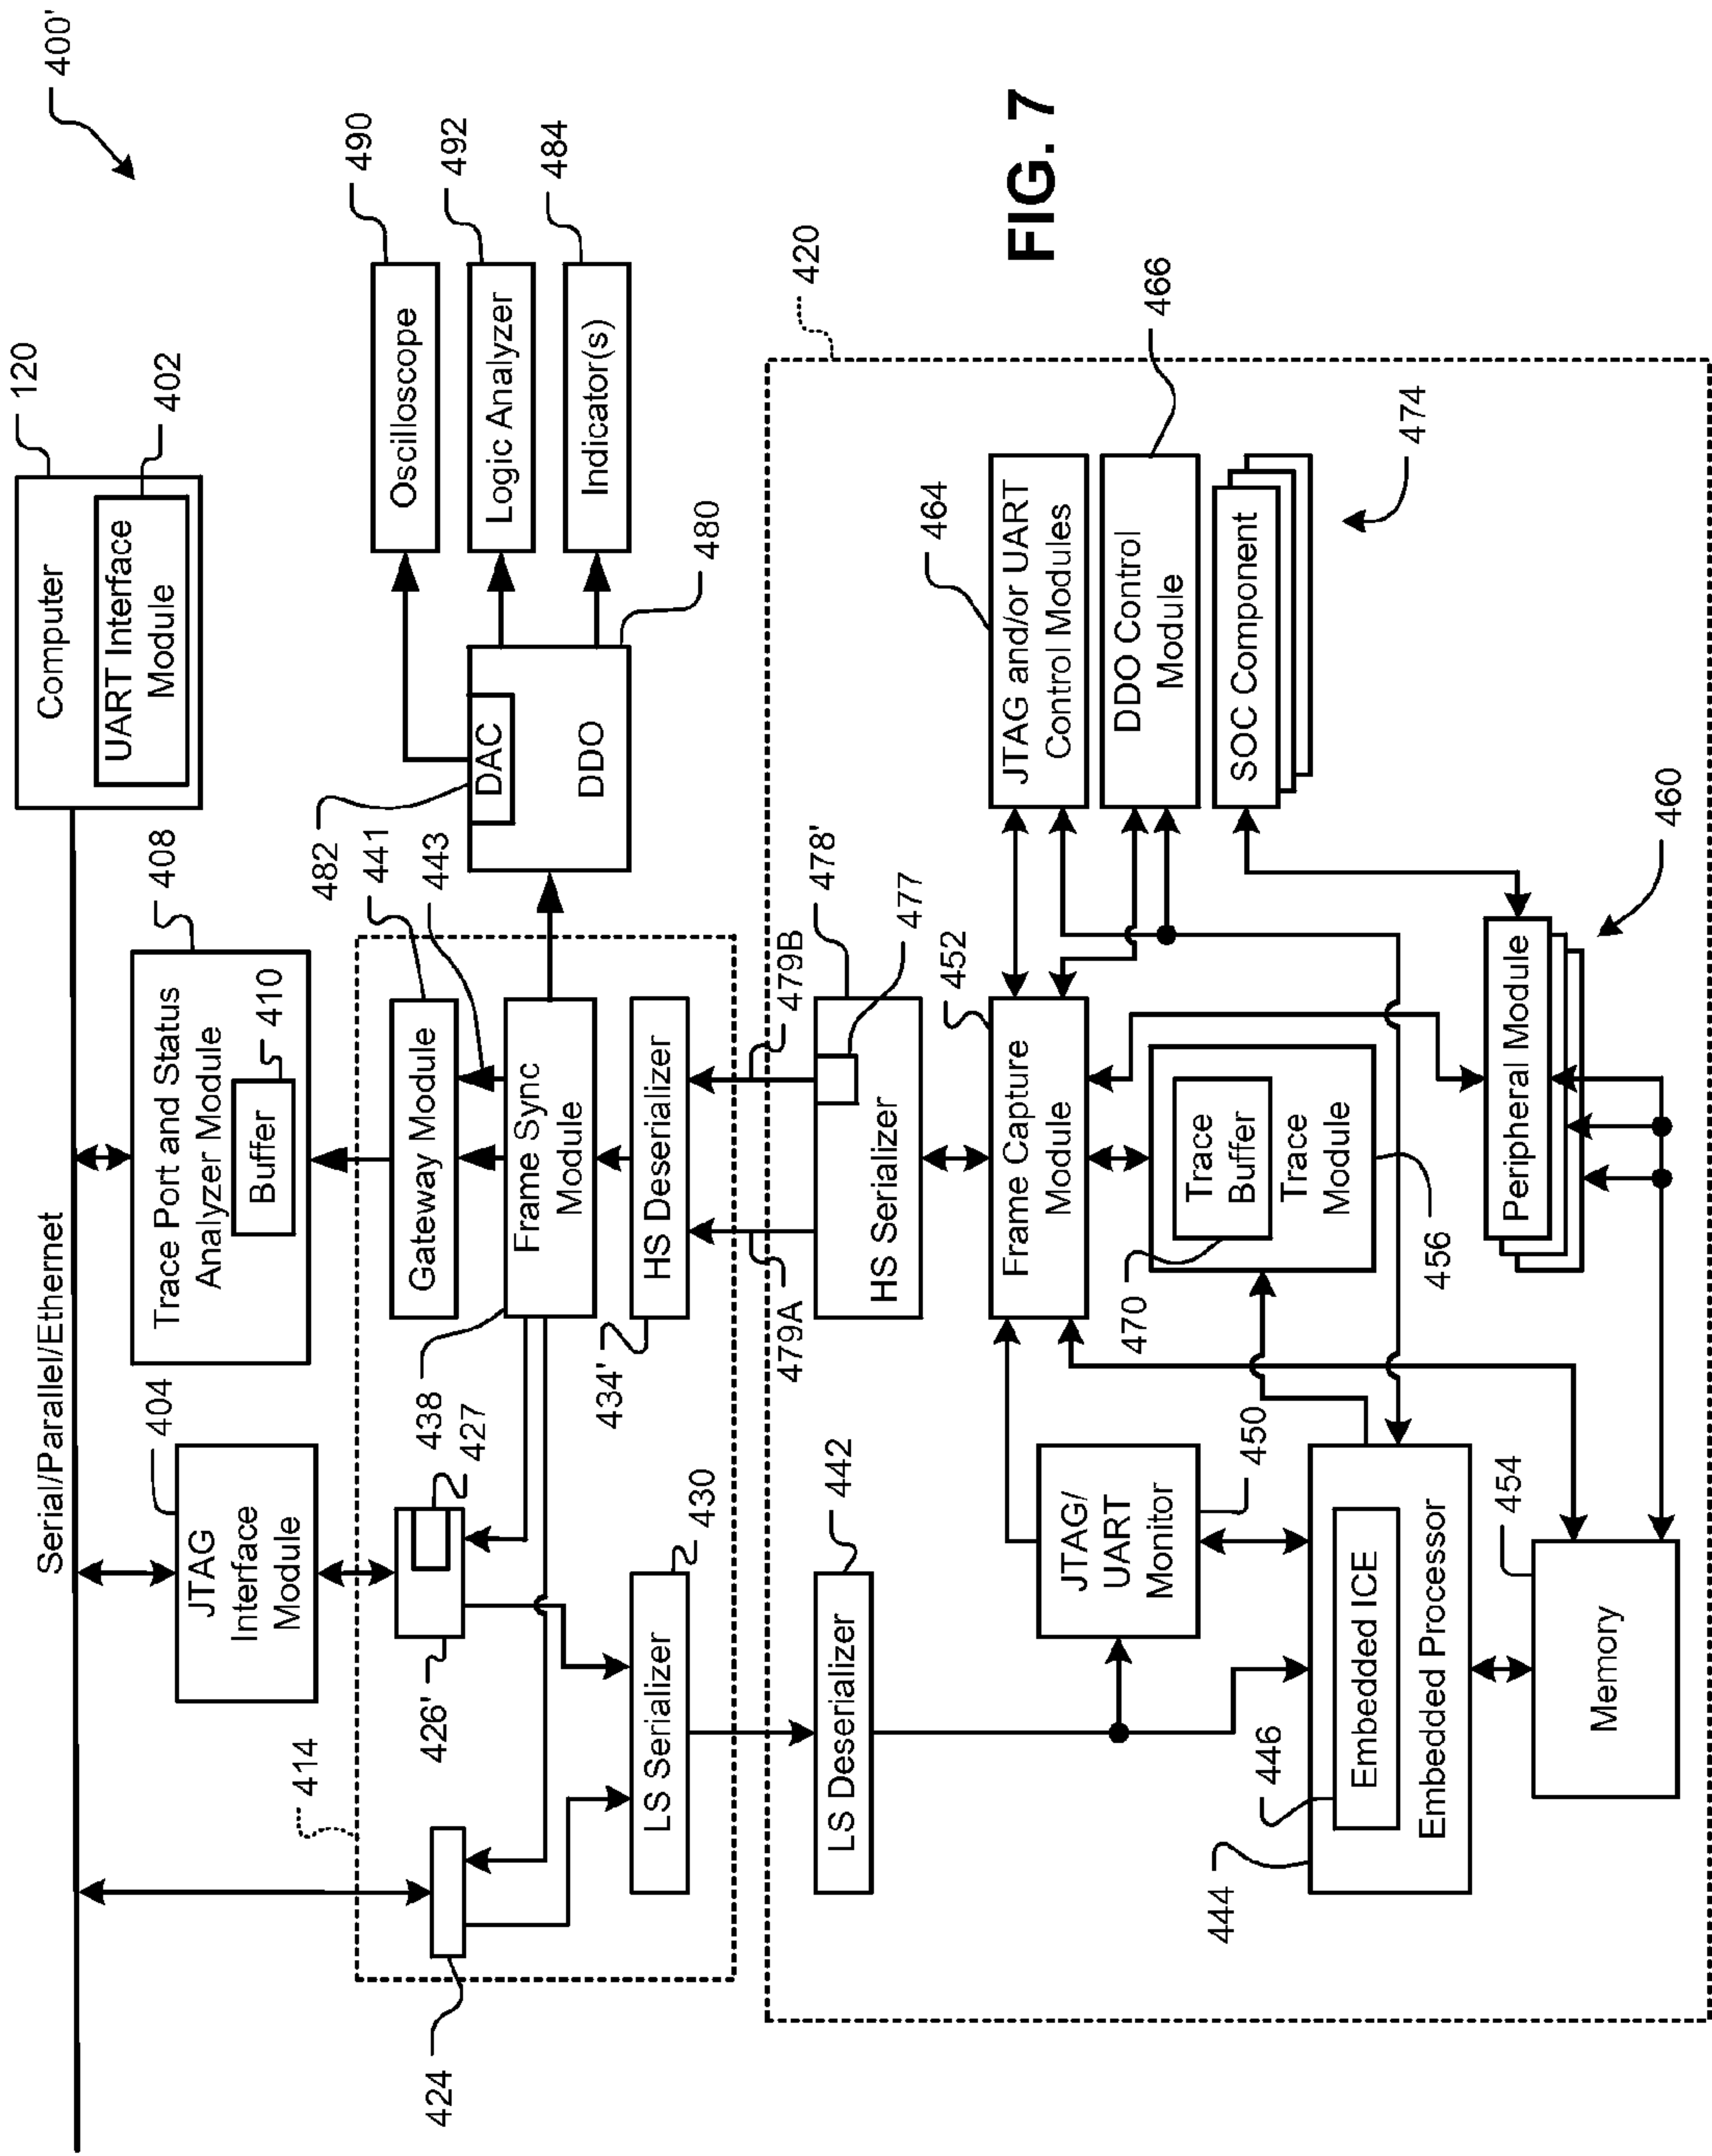 400'
Serial/Parallel/Ethernet
120
Computer
402
UART Interface
Module
404
JTAG
Interface
Module
408
Trace Port and Status
Analyzer Module
410
Buffer
490
Oscilloscope
492
Logic Analyzer
484
Indicator(s)
414
424
426'
427
438
441
Gateway Module
443
Frame Sync
Module
482
DAC
DDO
480
430
LS Serializer
434'
HS Deserializer
479A
479B
420
442
LS Deserializer
478'
477
HS Serializer
452
Frame Capture
Module
464
JTAG and/or UART
Control Modules
466
DDO Control
Module
SOC Component
474
450
JTAG/
UART
Monitor
470
Trace
Buffer
Trace
Module
456
444
446
Embedded ICE
Embedded Processor
454
Memory
460
Peripheral Module
FIG. 7